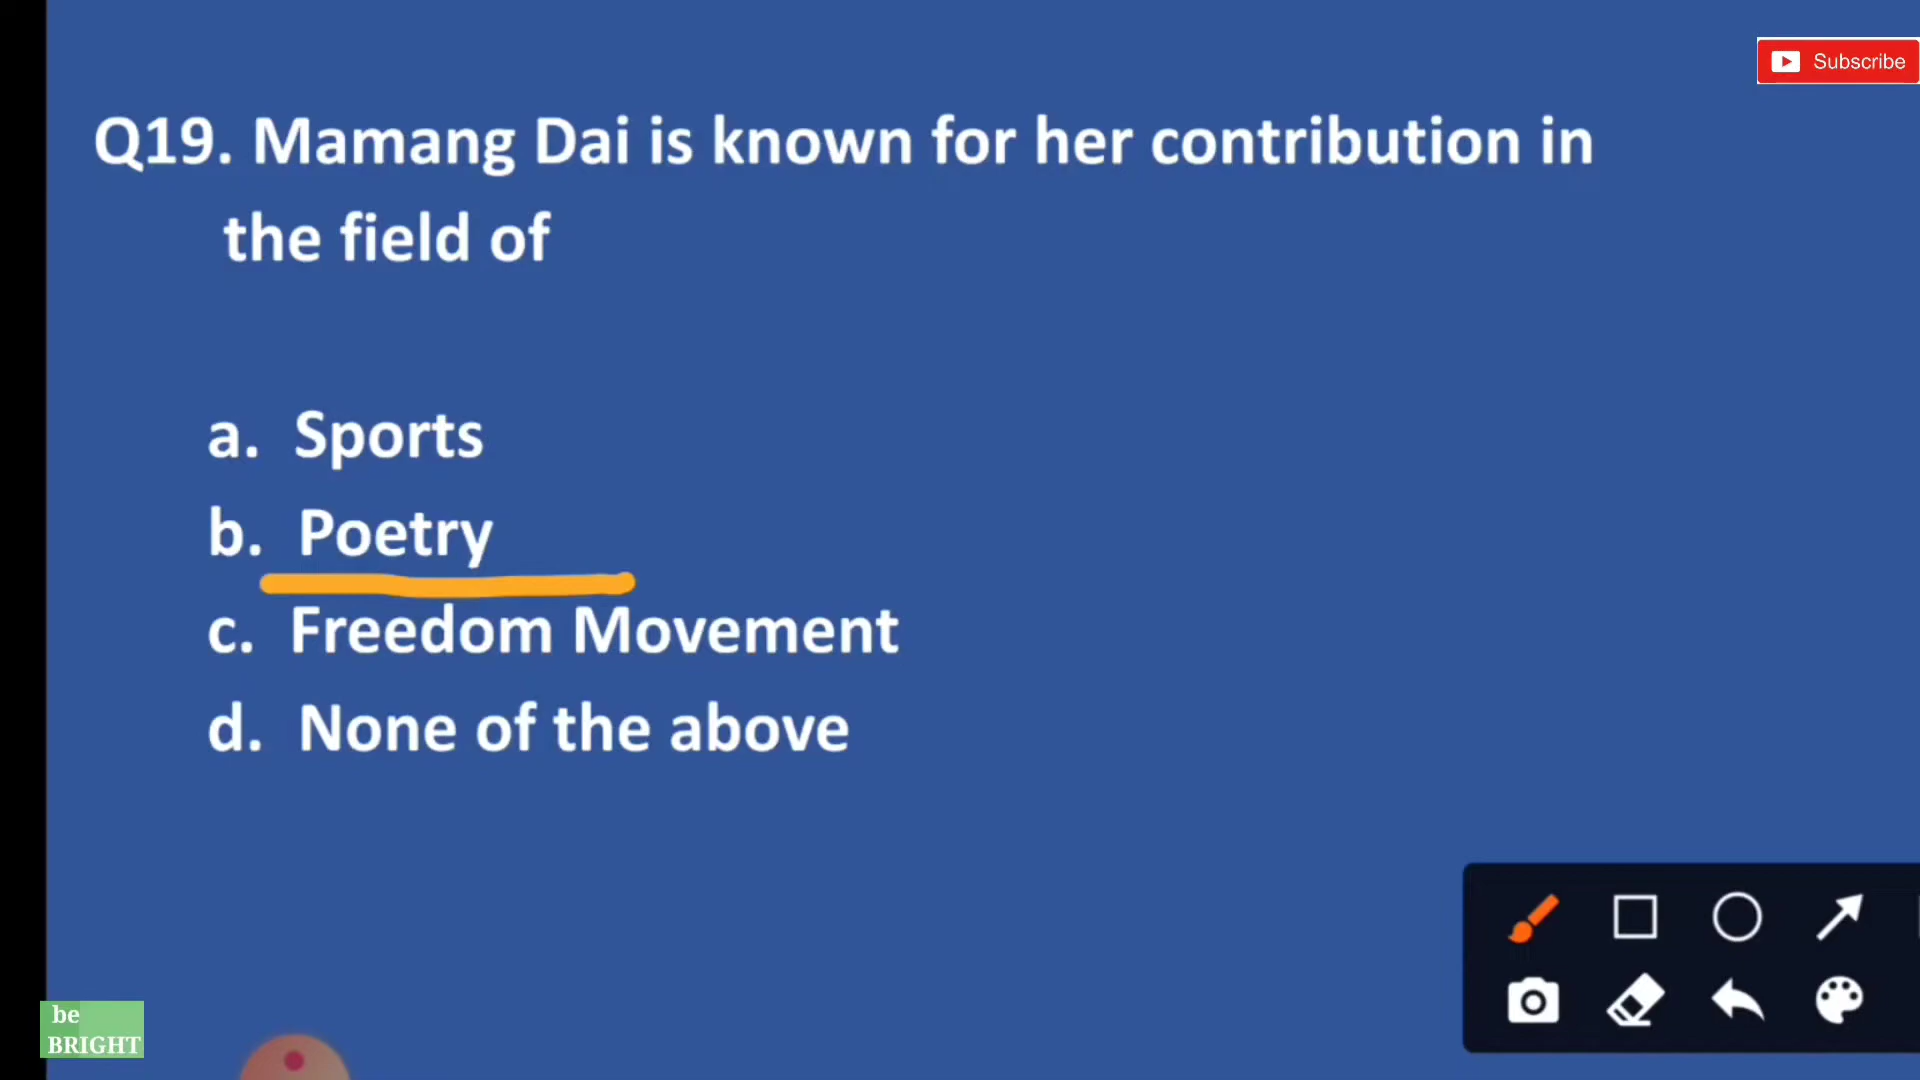 Subscribe
Q19. Mamang Dai is known for her contribution in
the field of
a. Sports
b. Poetry
c. Freedom Movement
d. None of the above
be
BRIGHT